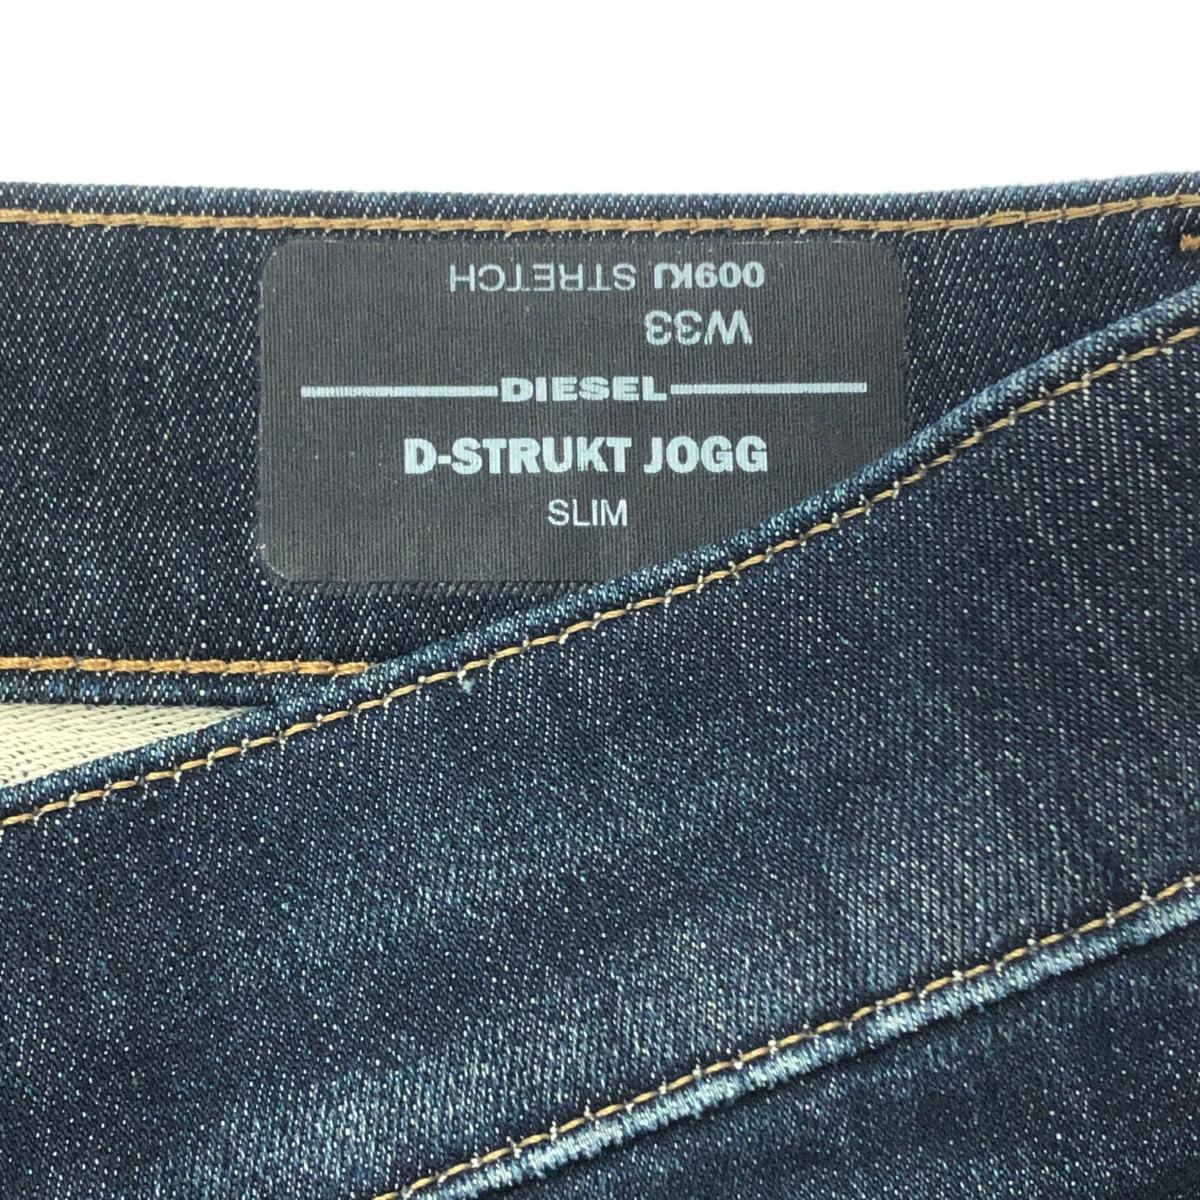 009KJ STRETCH
W33
DIESEL
D-STRUKT JOGG
SLIM